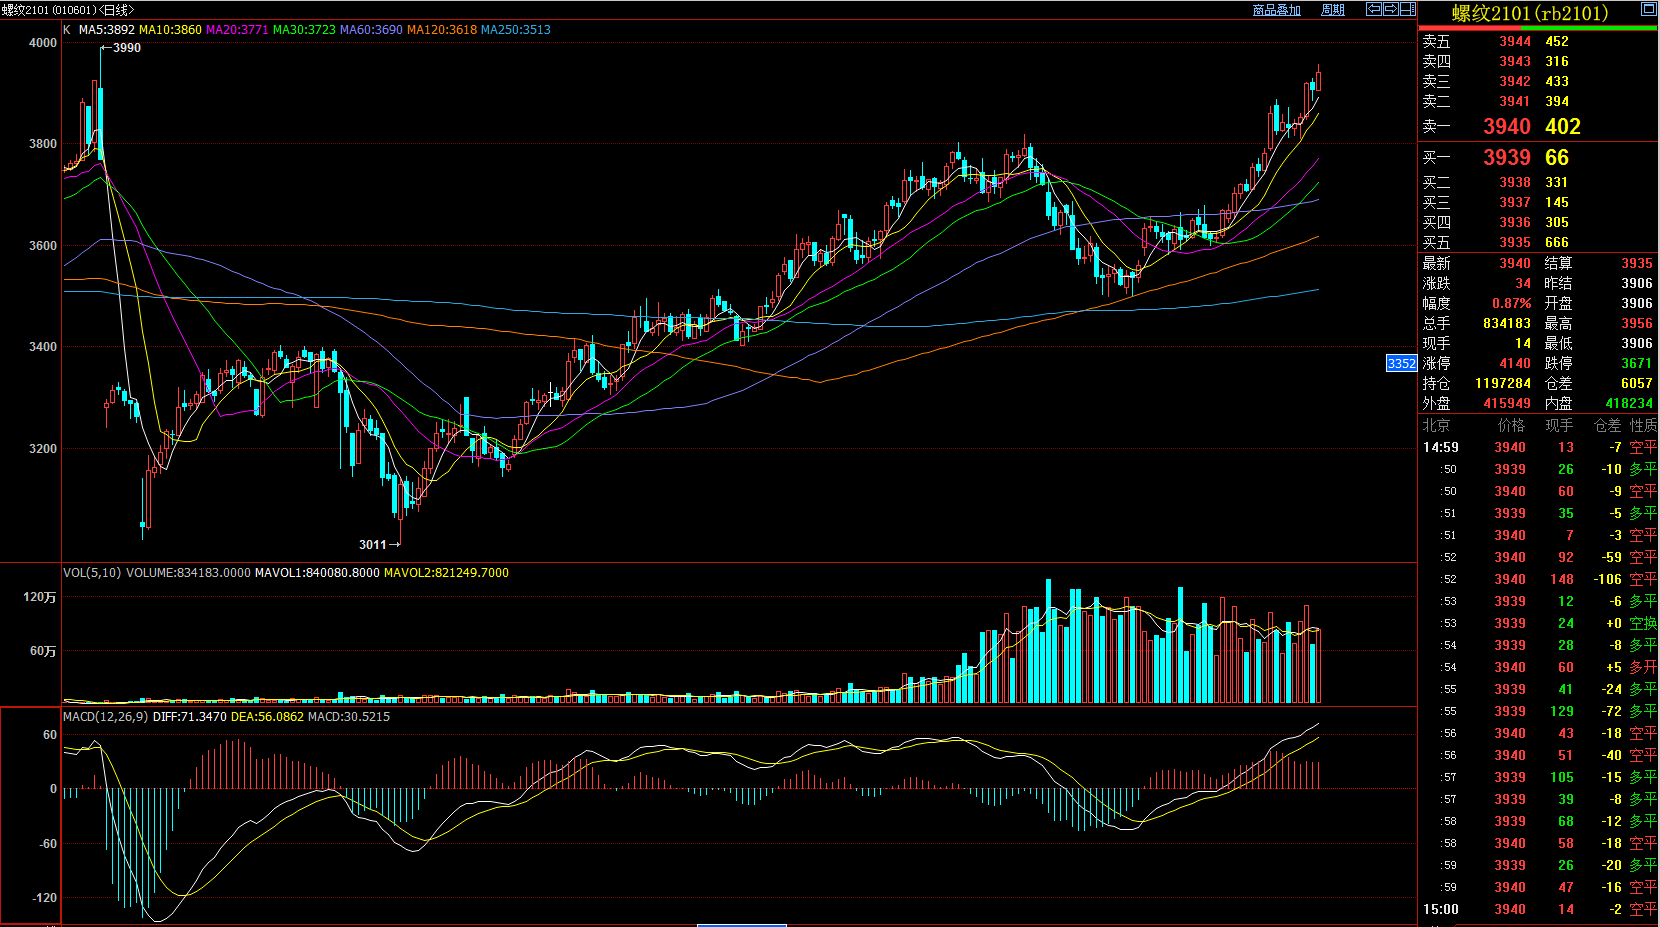 螺纹2101(010601)<日线>
商品叠加 周期
K MA5:3892 MA10:3860 MA20:3771 MA30:3723 MA60:3690 MA120:3618 MA250:3513
4000
3990
3800
3600
3400
3352
3200
3011
VOL(5,10) VOLUME:834183.0000 MAVOL1:840080.8000 MAVOL2:821249.7000
120万
60万
MACD(12,26,9) DIFF:71.3470 DEA:56.0862 MACD:30.5215
60
0
-60
-120
螺纹2101(rb2101)
卖五 3944 452
卖四 3943 316
卖三 3942 433
卖二 3941 394
卖一 3940 402
买一 3939 66
买二 3938 331
买三 3937 145
买四 3936 305
买五 3935 666
最新 3940 结算 3935
涨跌 34 昨结 3906
幅度 0.87% 开盘 3906
总手 834183 最高 3956
现手 14 最低 3906
涨停 4140 跌停 3671
持仓 1197284 仓差 6057
外盘 415949 内盘 418234
北京 价格 现手 仓差 性质
14:59 3940 13 -7 空平
:50 3939 26 -10 多平
:50 3940 60 -9 空平
:51 3939 35 -5 多平
:51 3940 7 -3 空平
:52 3940 92 -59 空平
:52 3940 148 -106 空平
:53 3939 12 -6 多平
:53 3939 24 +0 空换
:54 3939 28 -8 多平
:54 3940 60 +5 多开
:55 3939 41 -24 多平
:55 3939 129 -72 多平
:56 3940 43 -18 空平
:56 3940 51 -40 空平
:57 3939 105 -15 多平
:57 3939 39 -8 多平
:58 3939 68 -12 多平
:58 3940 58 -18 空平
:59 3939 26 -20 多平
:59 3940 47 -16 空平
15:00 3940 14 -2 空平